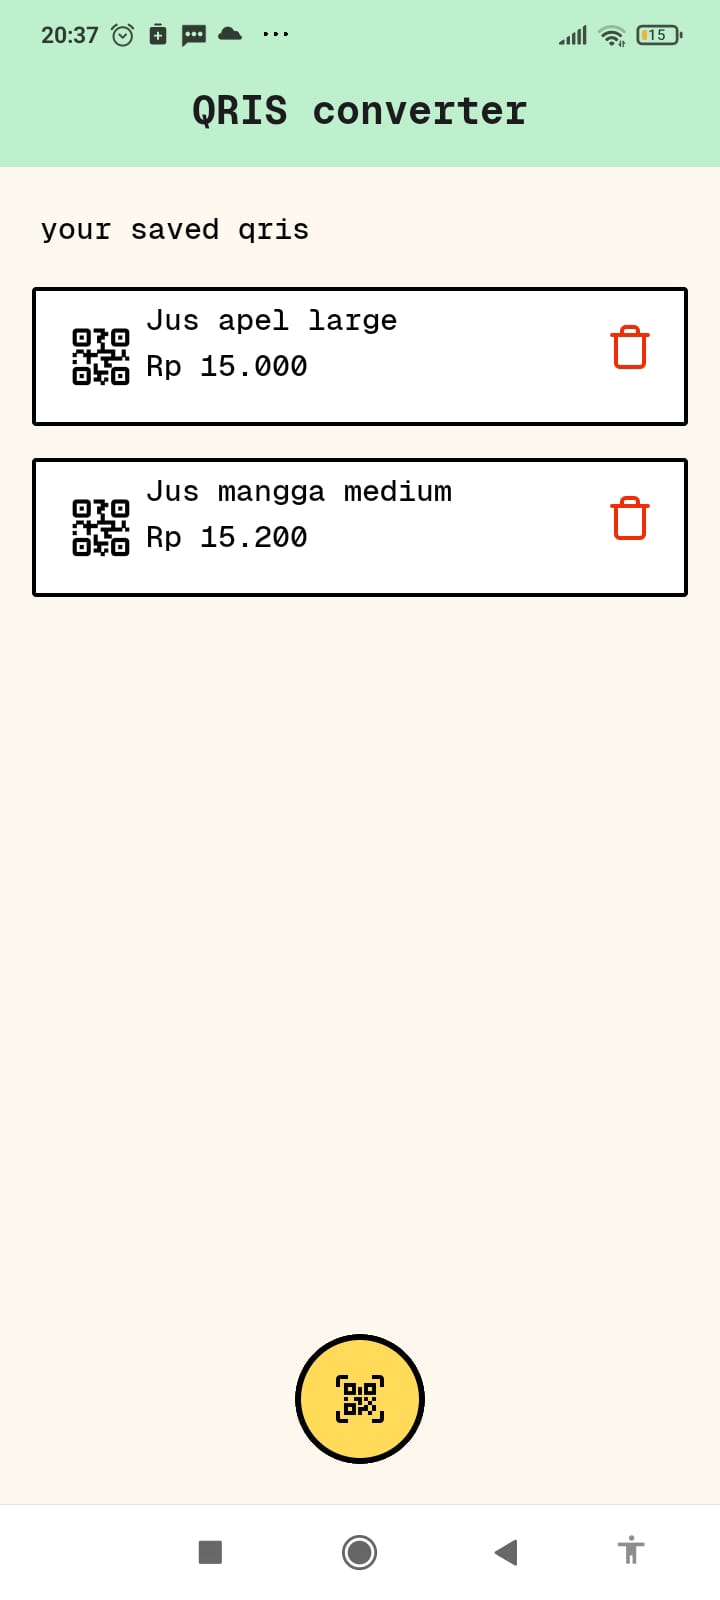 20:37
15
QRIS converter
your saved qris
Jus apel large
Rp 15.000
Jus mangga medium
Rp 15.200